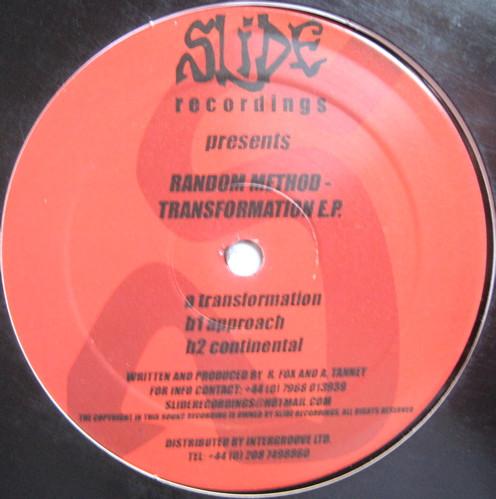 SLIDE
recordings
presents
RANDOM METHOD -
TRANSFORMATION E.P.
a transformation
b1 approach
b2 continental
WRITTEN AND PRODUCED BY R. FOX AND A. TANNEY
FOR INFO CONTACT: +44 (0) 7968 013939
SLIDERECORDINGS@HOTMAIL.COM
THE COPYRIGHT IN THIS SOUND RECORDING IS OWNED BY SLIDE RECORDINGS. ALL RIGHTS RESERVED
DISTRIBUTED BY INTERGROOVE LTD.
TEL: +44 (0) 208 7498860